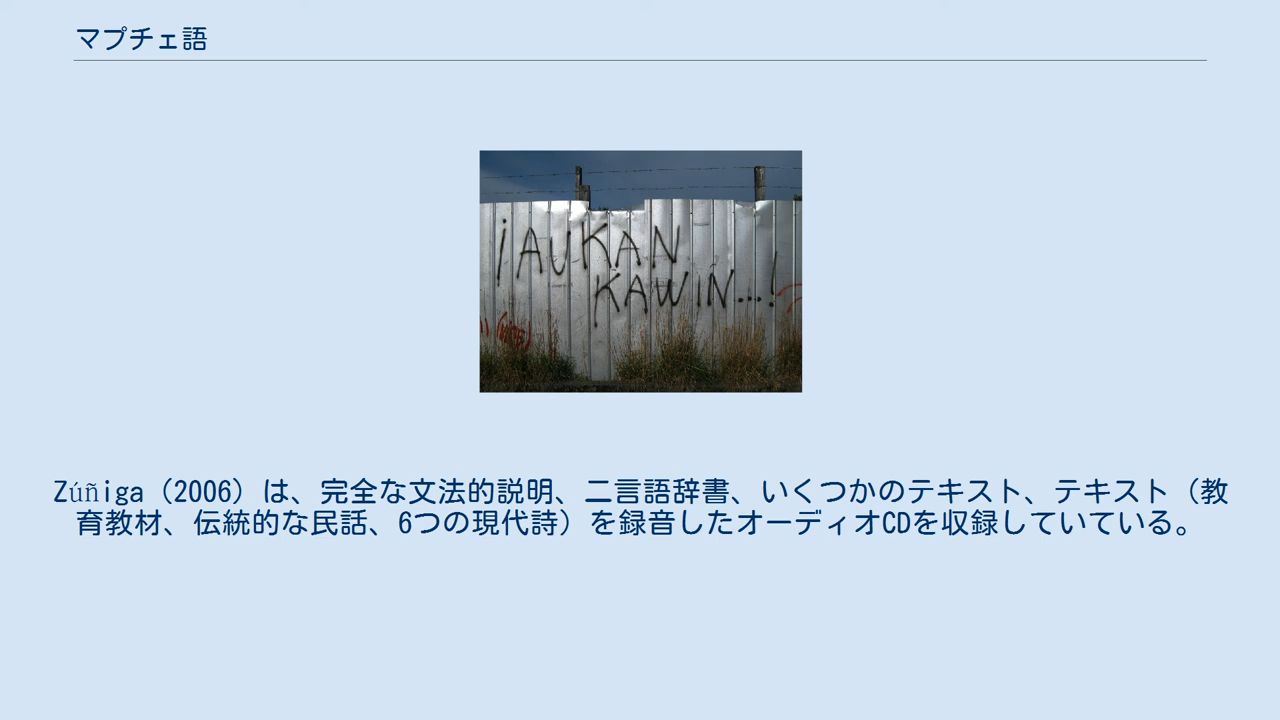 マプチェ語
¡AUKAN
KAWIN...!
Zúñiga（2006）は、完全な文法的説明、二言語辞書、いくつかのテキスト、テキスト（教
育教材、伝統的な民話、6つの現代詩）を録音したオーディオCDを収録していている。